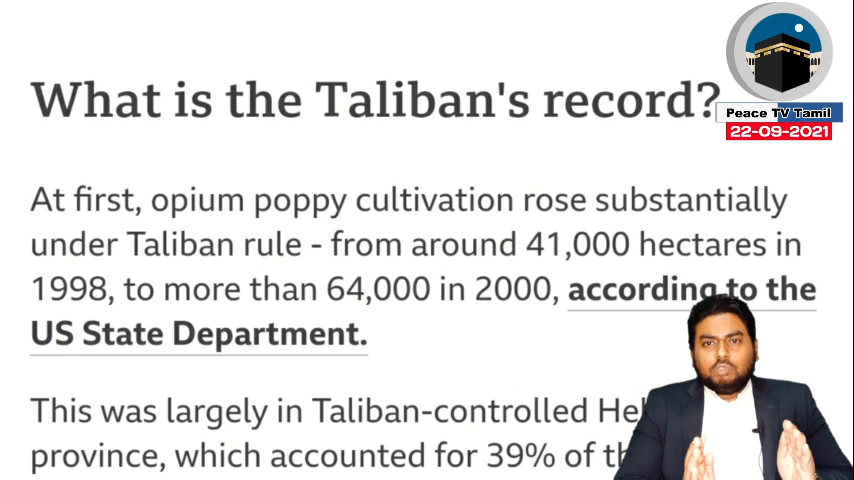 What is the Taliban's record?
Peace TV Tamil
22-09-2021
At first, opium poppy cultivation rose substantially
under Taliban rule - from around 41,000 hectares in
1998, to more than 64,000 in 2000, according to the
US State Department.
This was largely in Taliban-controlled
province, which accounted for 39% of